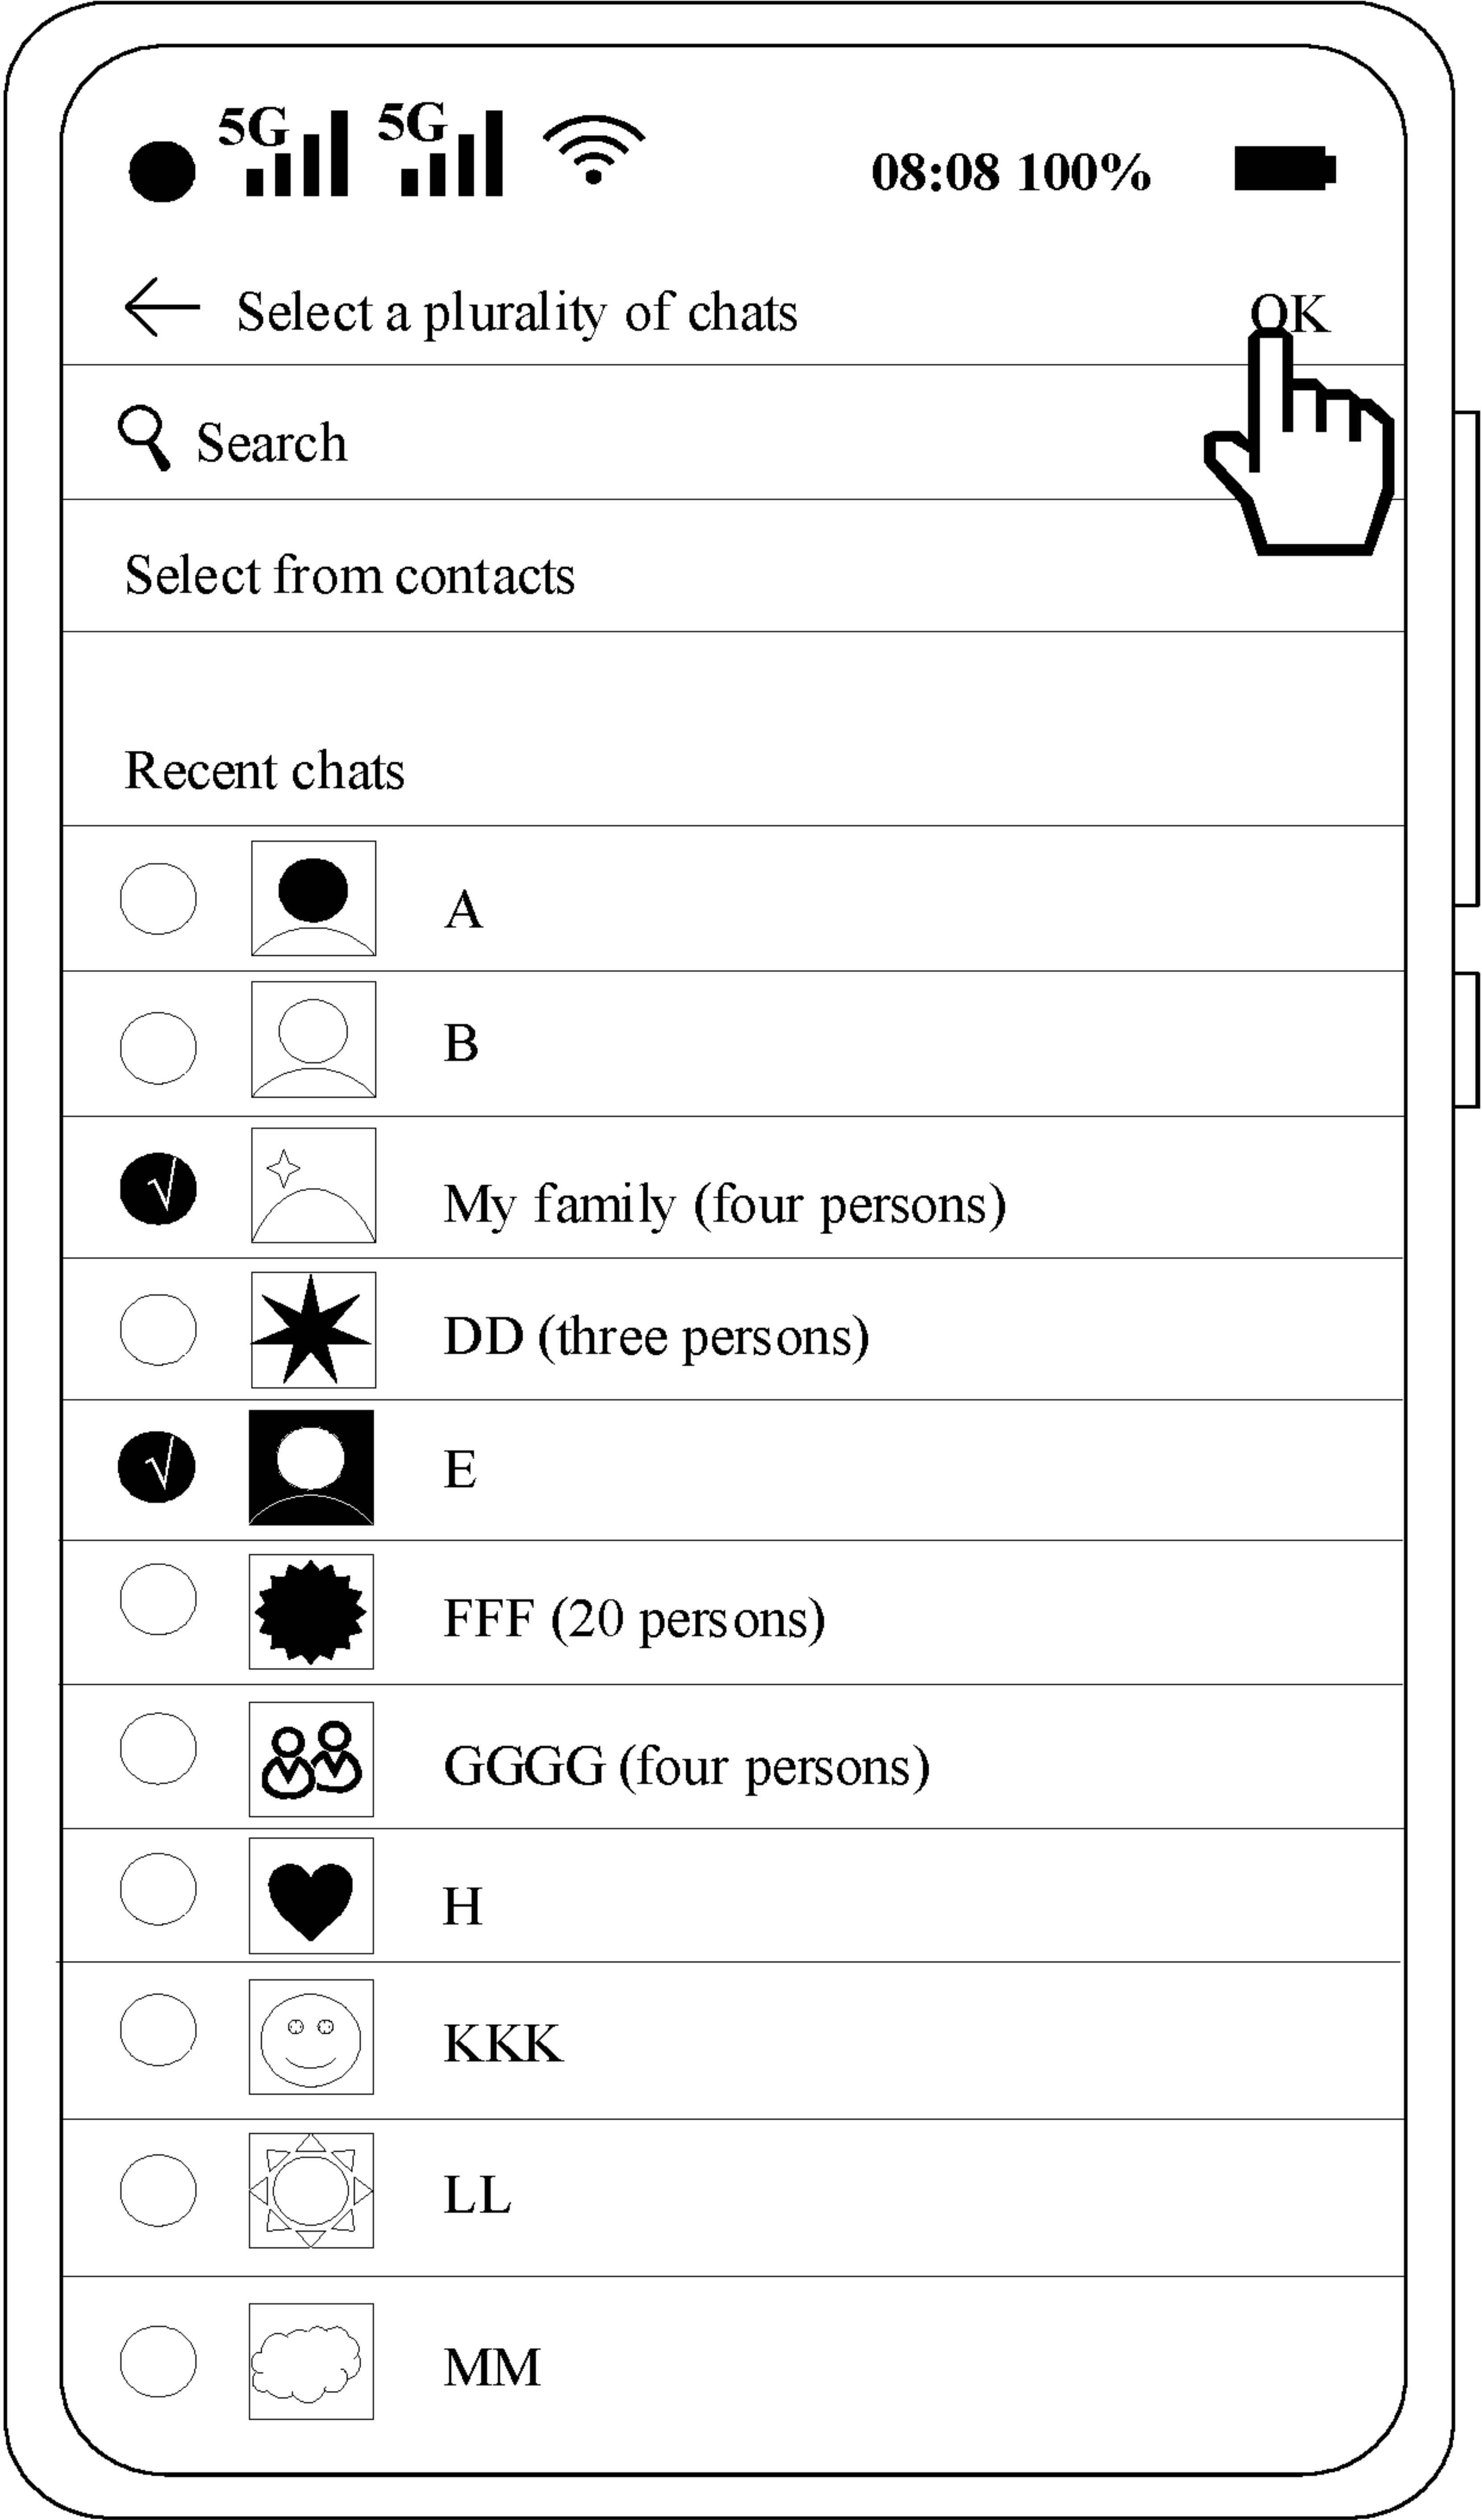 5G 5G 08:08 100%
Select a plurality of chats OK
Search
Select from contacts
Recent chats
A
B
√ My family (four persons)
DD (three persons)
√ E
FFF (20 persons)
GGGG (four persons)
H
KKK
LL
MM